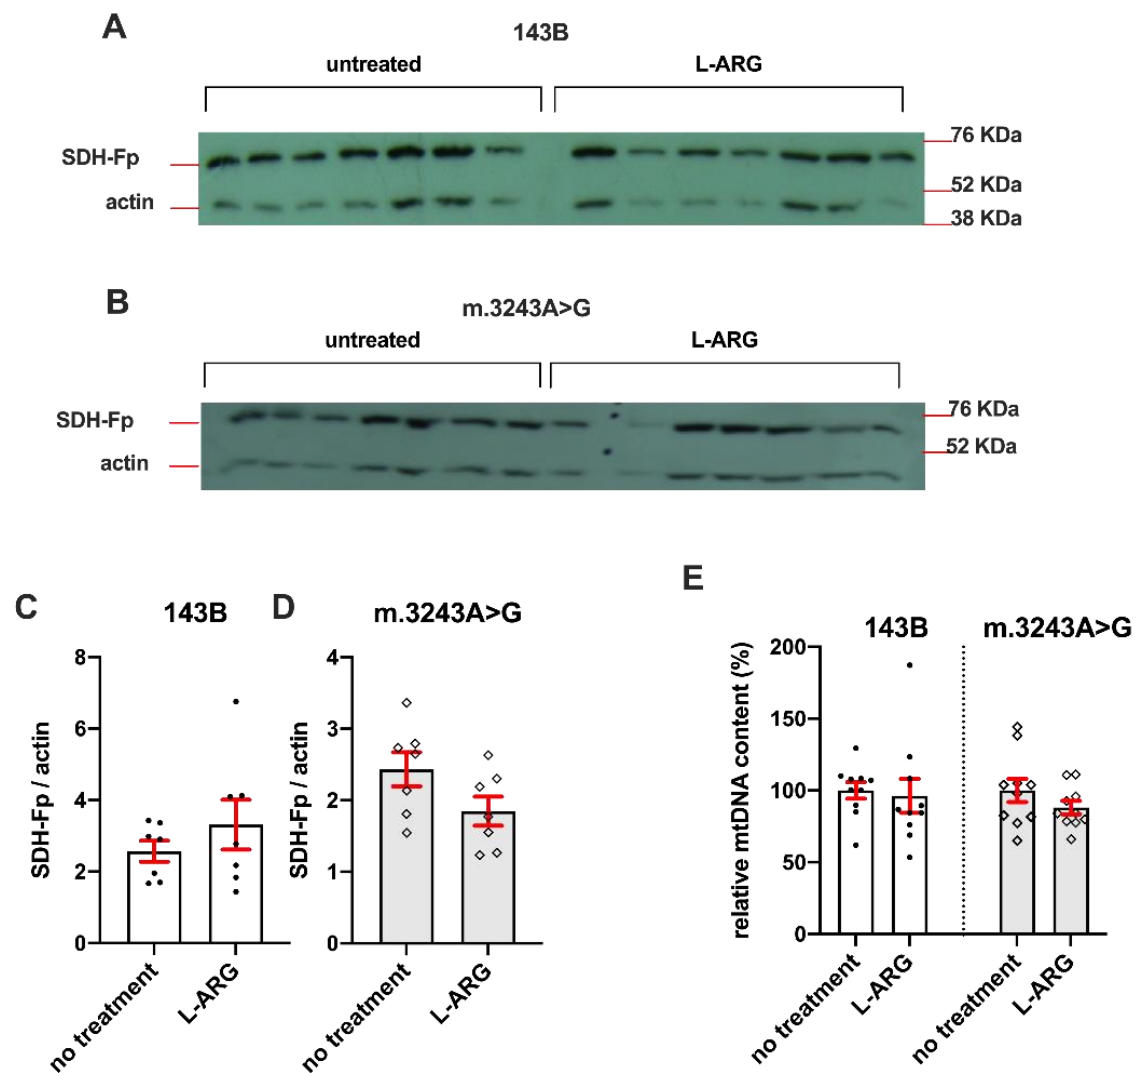 A
143B
untreated
L-ARG
SDH-Fp
actin
76 KDa
52 KDa
38 KDa
B
m.3243A>G
untreated
L-ARG
SDH-Fp
actin
76 KDa
52 KDa
C
143B
SDH-Fp / actin
8
6
4
2
0
no treatment
L-ARG
D
m.3243A>G
SDH-Fp / actin
4
3
2
1
0
no treatment
L-ARG
E
143B
m.3243A>G
relative mtDNA content (%)
200
150
100
50
0
no treatment
L-ARG
no treatment
L-ARG